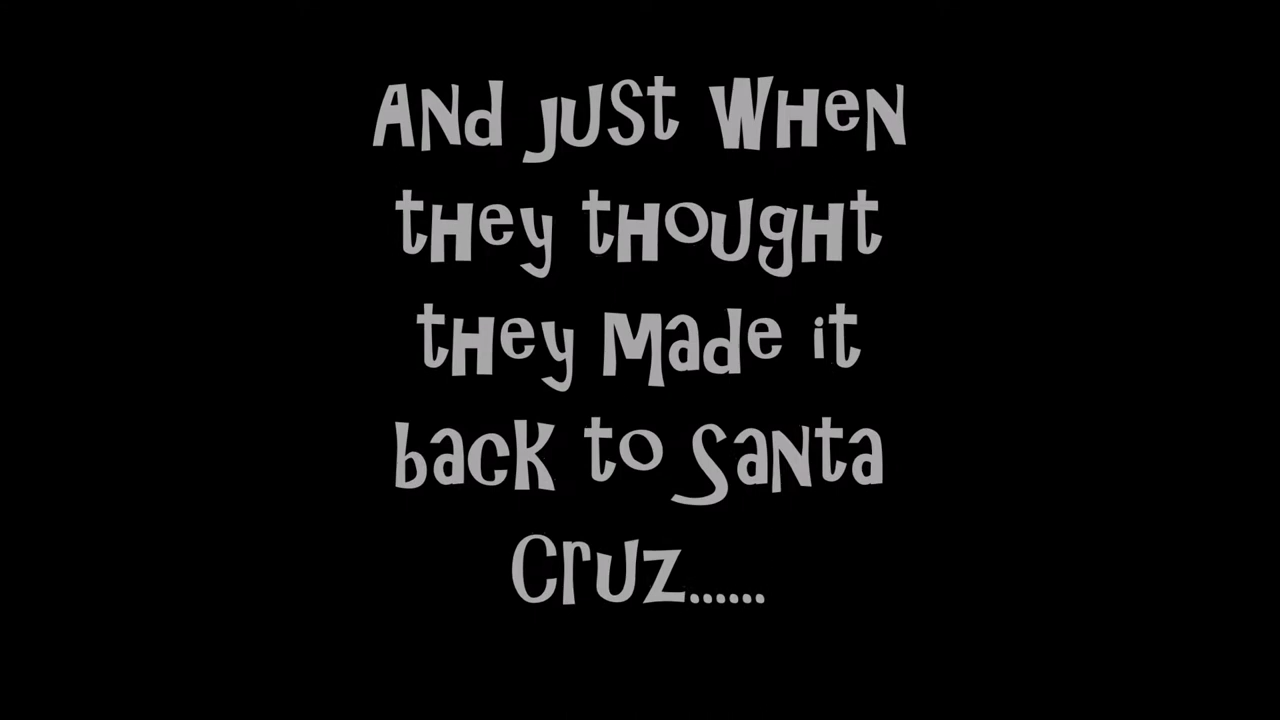 And just when
they thought
they made it
back to Santa
Cruz......